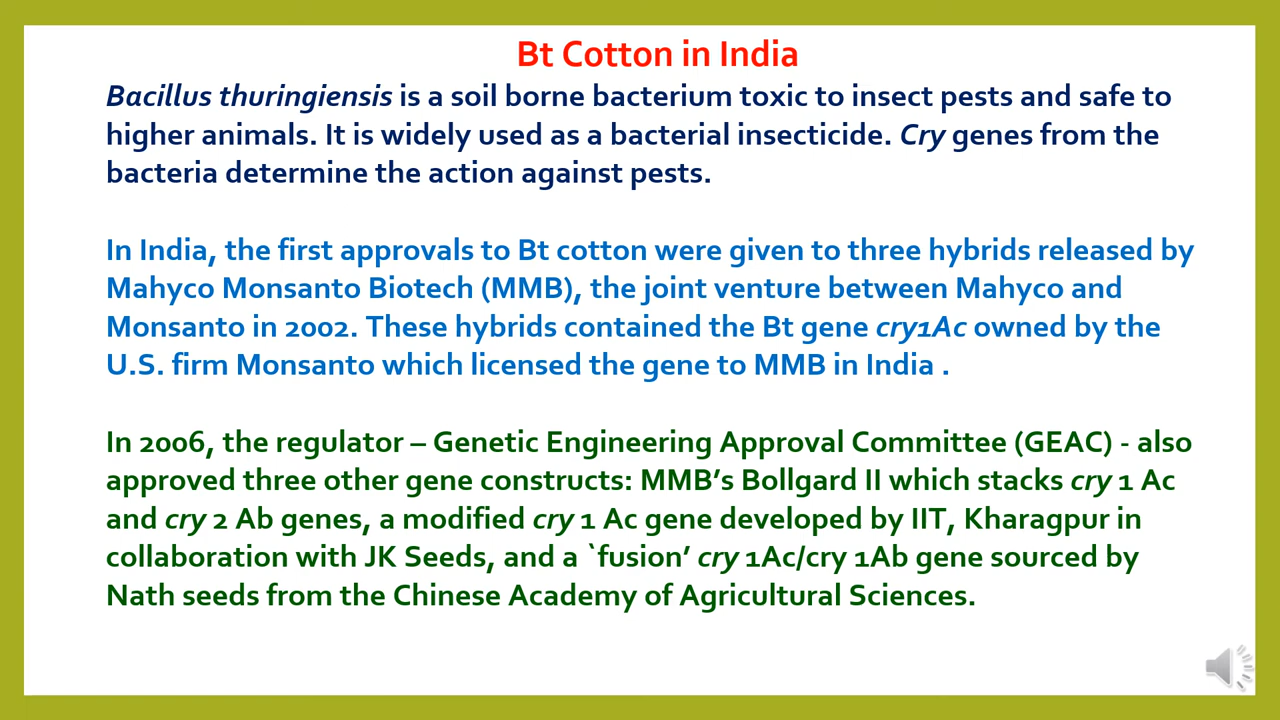 Bt Cotton in India
Bacillus thuringiensis is a soil borne bacterium toxic to insect pests and safe to
higher animals. It is widely used as a bacterial insecticide. Cry genes from the
bacteria determine the action against pests.
In India, the first approvals to Bt cotton were given to three hybrids released by
Mahyco Monsanto Biotech (MMB), the joint venture between Mahyco and
Monsanto in 2002. These hybrids contained the Bt gene cry1Ac owned by the
U.S. firm Monsanto which licensed the gene to MMB in India .
In 2006, the regulator – Genetic Engineering Approval Committee (GEAC) - also
approved three other gene constructs: MMB’s Bollgard II which stacks cry 1 Ac
and cry 2 Ab genes, a modified cry 1 Ac gene developed by IIT, Kharagpur in
collaboration with JK Seeds, and a `fusion’ cry 1Ac/cry 1Ab gene sourced by
Nath seeds from the Chinese Academy of Agricultural Sciences.